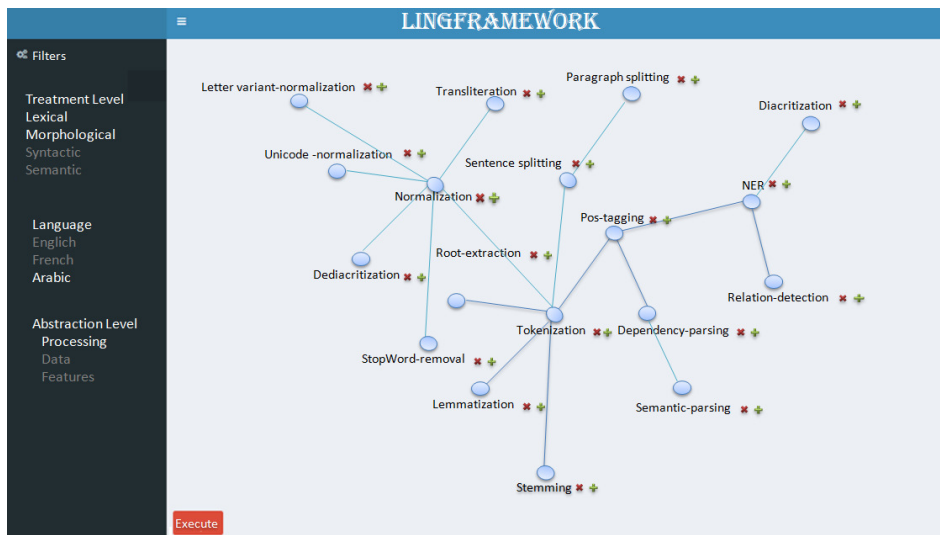 LINGFRAMEWORK
Filters
Treatment Level
Lexical
Morphological
Syntactic
Semantic
Language
Englich
French
Arabic
Abstraction Level
Processing
Data
Features
Execute
Letter variant-normalization
Transliteration
Paragraph splitting
Diacritization
Unicode -normalization
Sentence splitting
NER
Normalization
Pos-tagging
Root-extraction
Dediacritization
Relation-detection
Tokenization
Dependency-parsing
StopWord-removal
Lemmatization
Semantic-parsing
Stemming